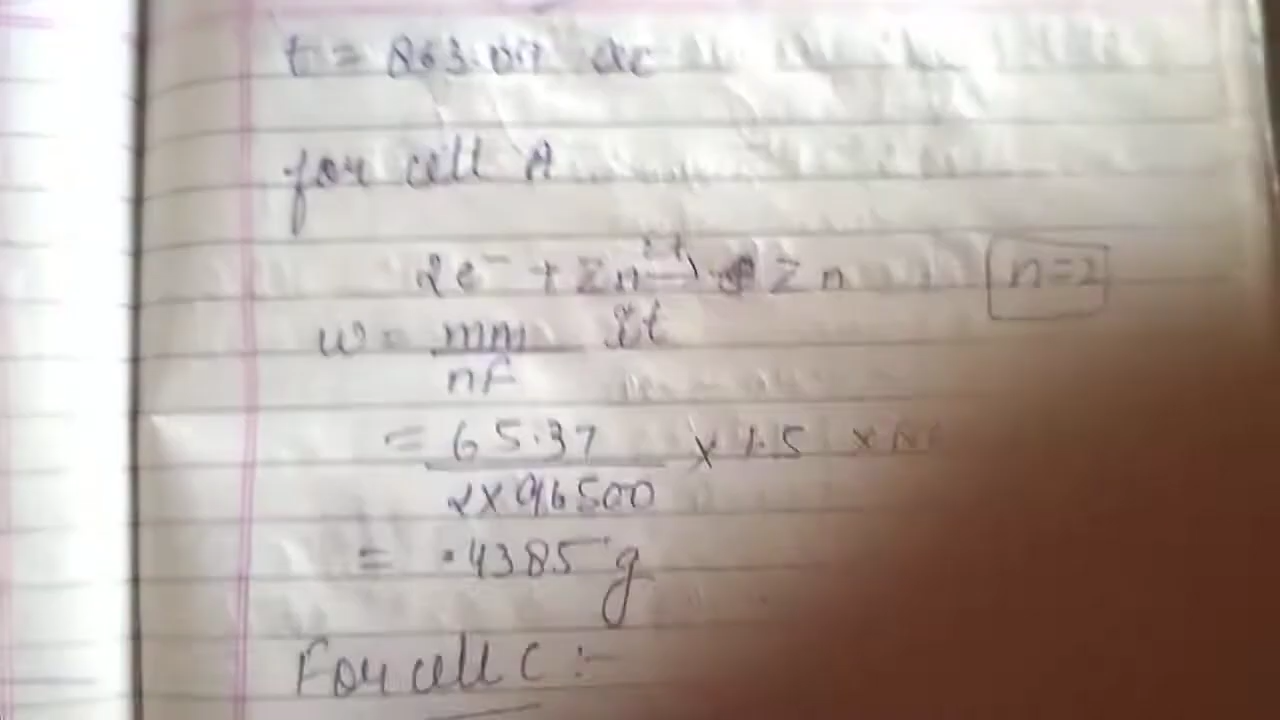 t = 863.07 sec
for cell A
2e⁻ + Zn²⁺ → Zn n=2
w = mm it
nF
= 65.37 × 1.5 ×
2×96500
= .4385 g
For cell C :-